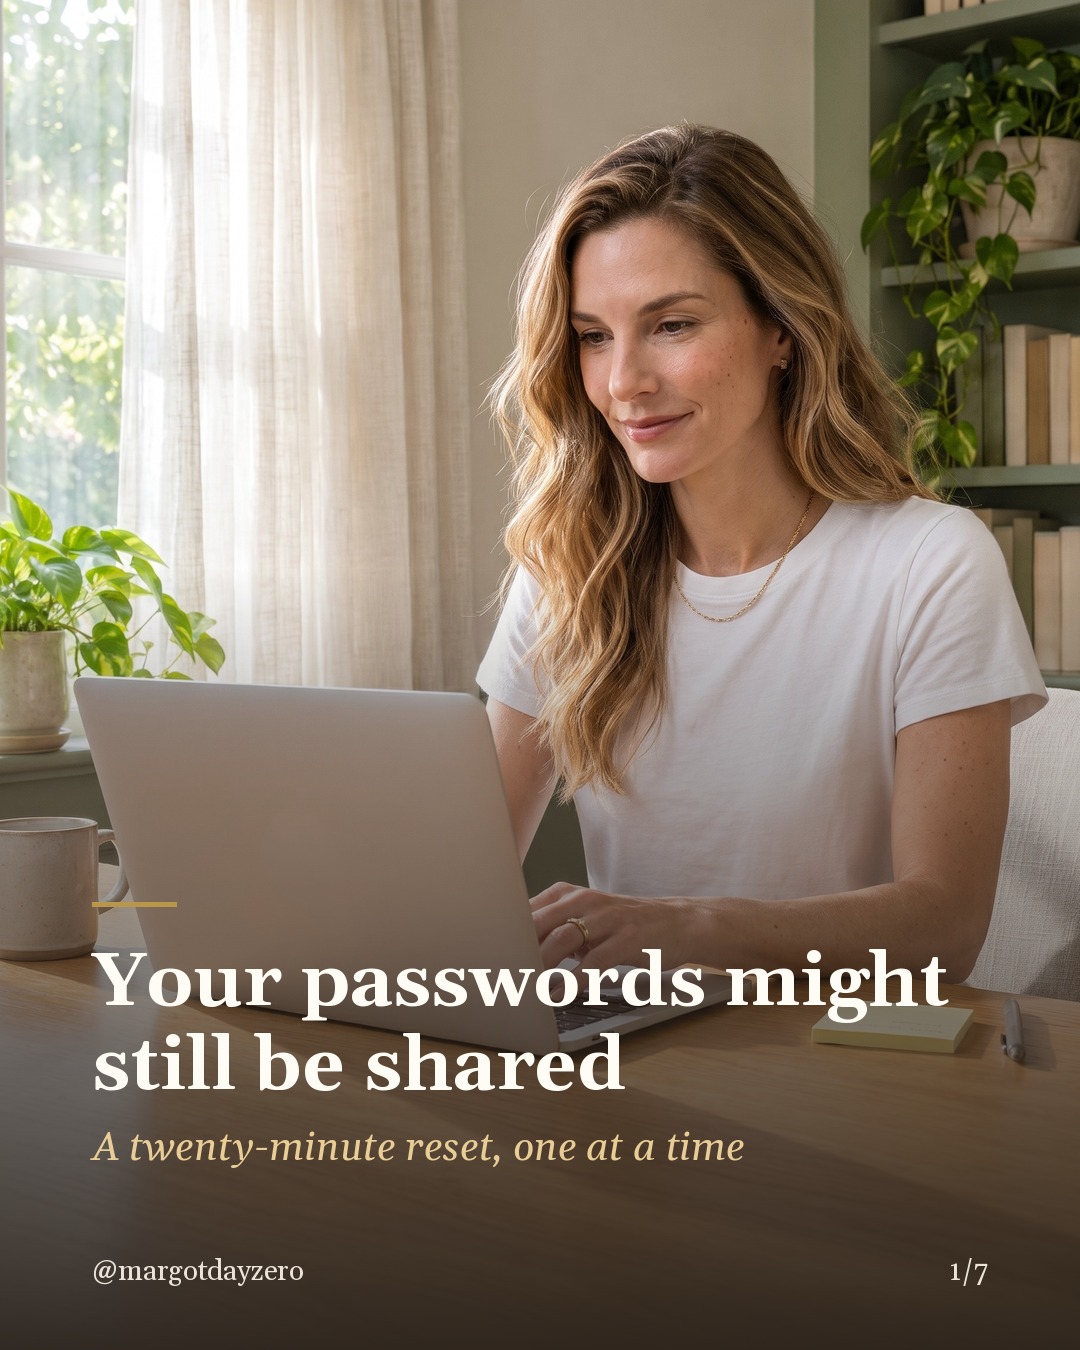 Your passwords might
still be shared
A twenty-minute reset, one at a time
@margotdayzero
1/7